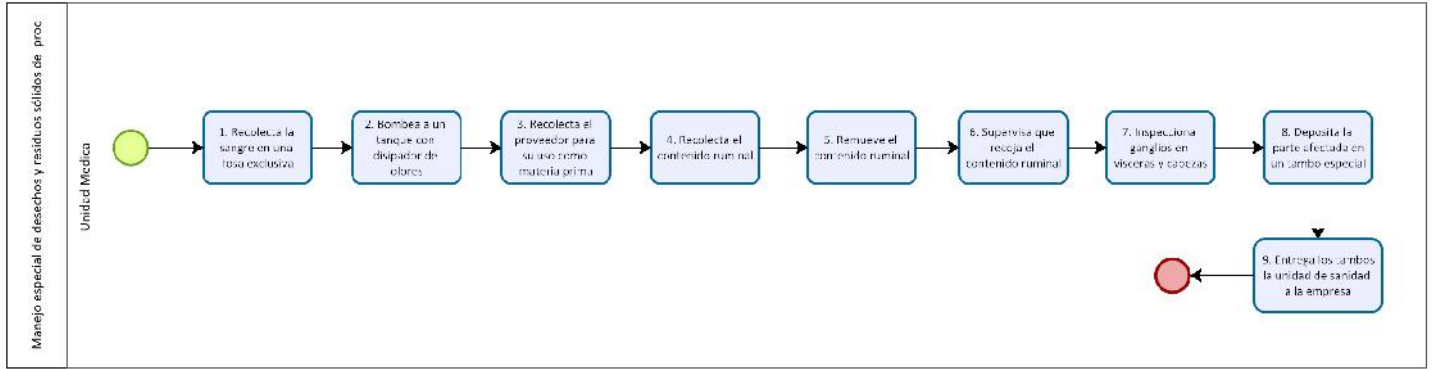 Manejo especial de desechos y residuos sólidos de proc
Unidad Medica
1. Recolecta la
sangre en una
fosa exclusiva
2. Bombea a un
tanque con
disipador de
olores
3. Recolecta el
proveedor para
su uso como
materia prima
4. Recolecta el
contenido ruminal
5. Remueve el
contenido ruminal
6. Supervisa que
recoja el
contenido ruminal
7. Inspecciona
ganglios en
vísceras y cabezas
8. Deposita la
parte afectada en
un tambo especial
9. Entrega los tambos
la unidad de sanidad
a la empresa